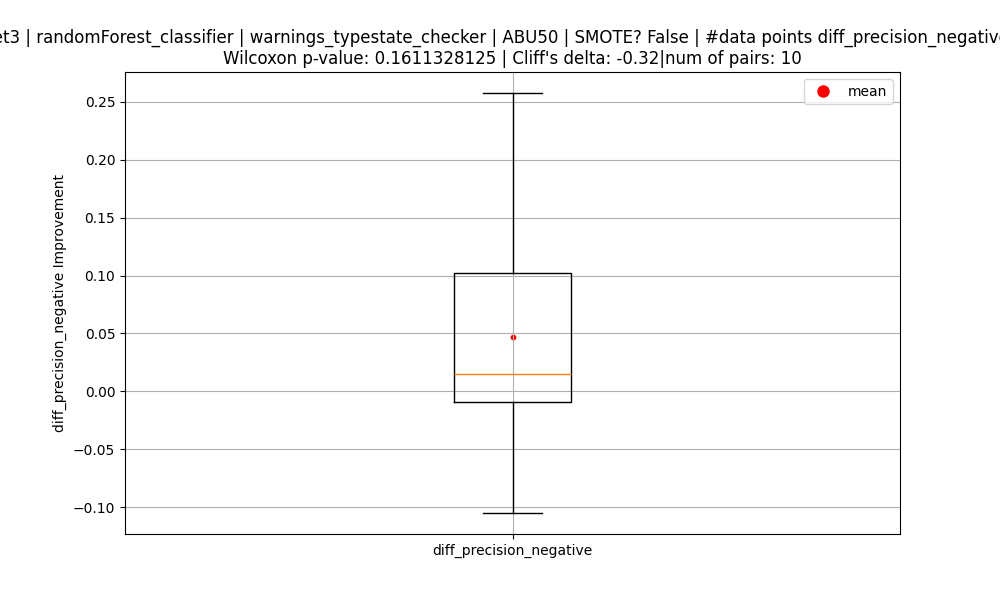 | randomForest_classifier | warnings_typestate_checker | ABU50 | SMOTE? False | #data points
Wilcoxon p-value: 0.1611328125 | Cliff's delta: -0.32|num of pairs: 10
mean
0.25
0.20
0.15
0.10
0.05
0.00
−0.05
−0.10
diff_precision_negative Improvement
diff_precision_negative